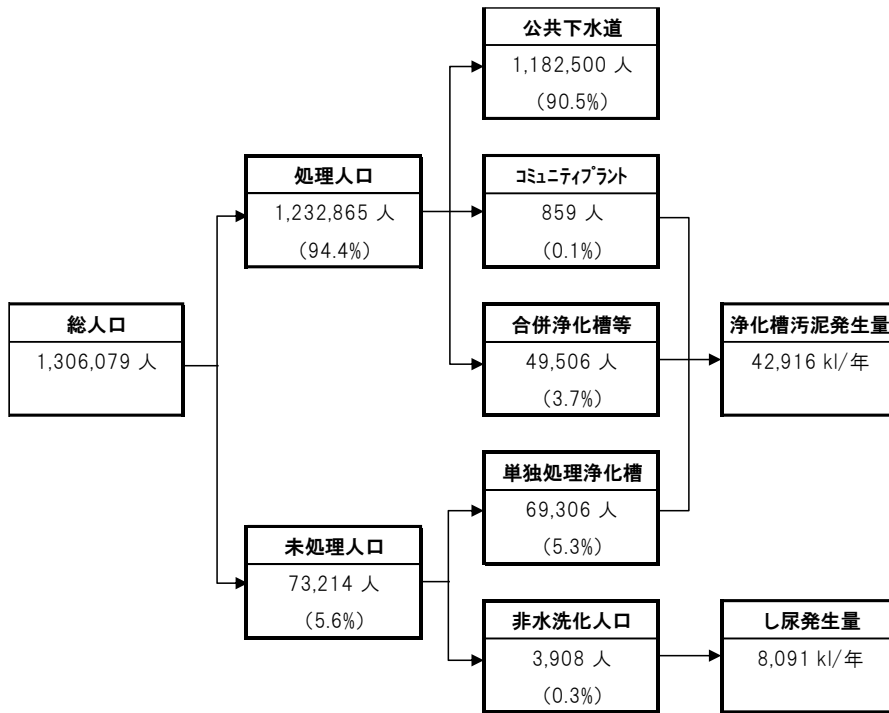 公共下水道
1,182,500 人
(90.5%)
処理人口
1,232,865 人
(94.4%)
ｺﾐｭﾆﾃｨﾌﾟﾗﾝﾄ
859 人
(0.1%)
総人口
1,306,079 人
合併浄化槽等
49,506 人
(3.7%)
浄化槽汚泥発生量
42,916 kl/年
単独処理浄化槽
69,306 人
(5.3%)
未処理人口
73,214 人
(5.6%)
非水洗化人口
3,908 人
(0.3%)
し尿発生量
8,091 kl/年